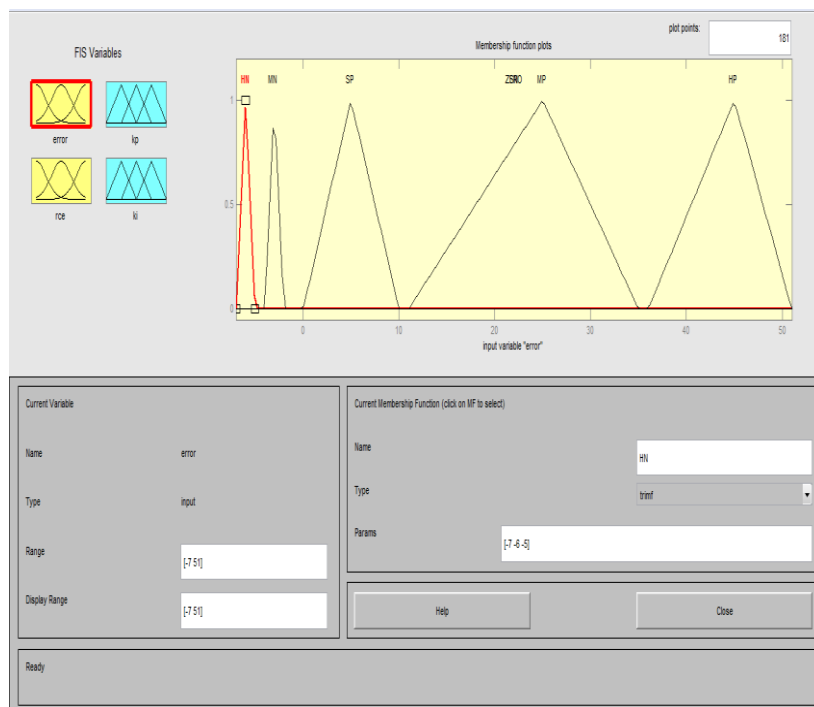 FIS Variables
error
kp
rce
ki
Membership function plots
plot points:
181
HN MN SP MP HP
1
0.5
0
0 10 20 30 40 50
input variable "error"
Current Variable
Name error
Type input
Range [-7 51]
Display Range [-7 51]
Current Membership Function (click on MF to select)
Name HN
Type trimf
Params [-7 -6 -5]
Help Close
Ready